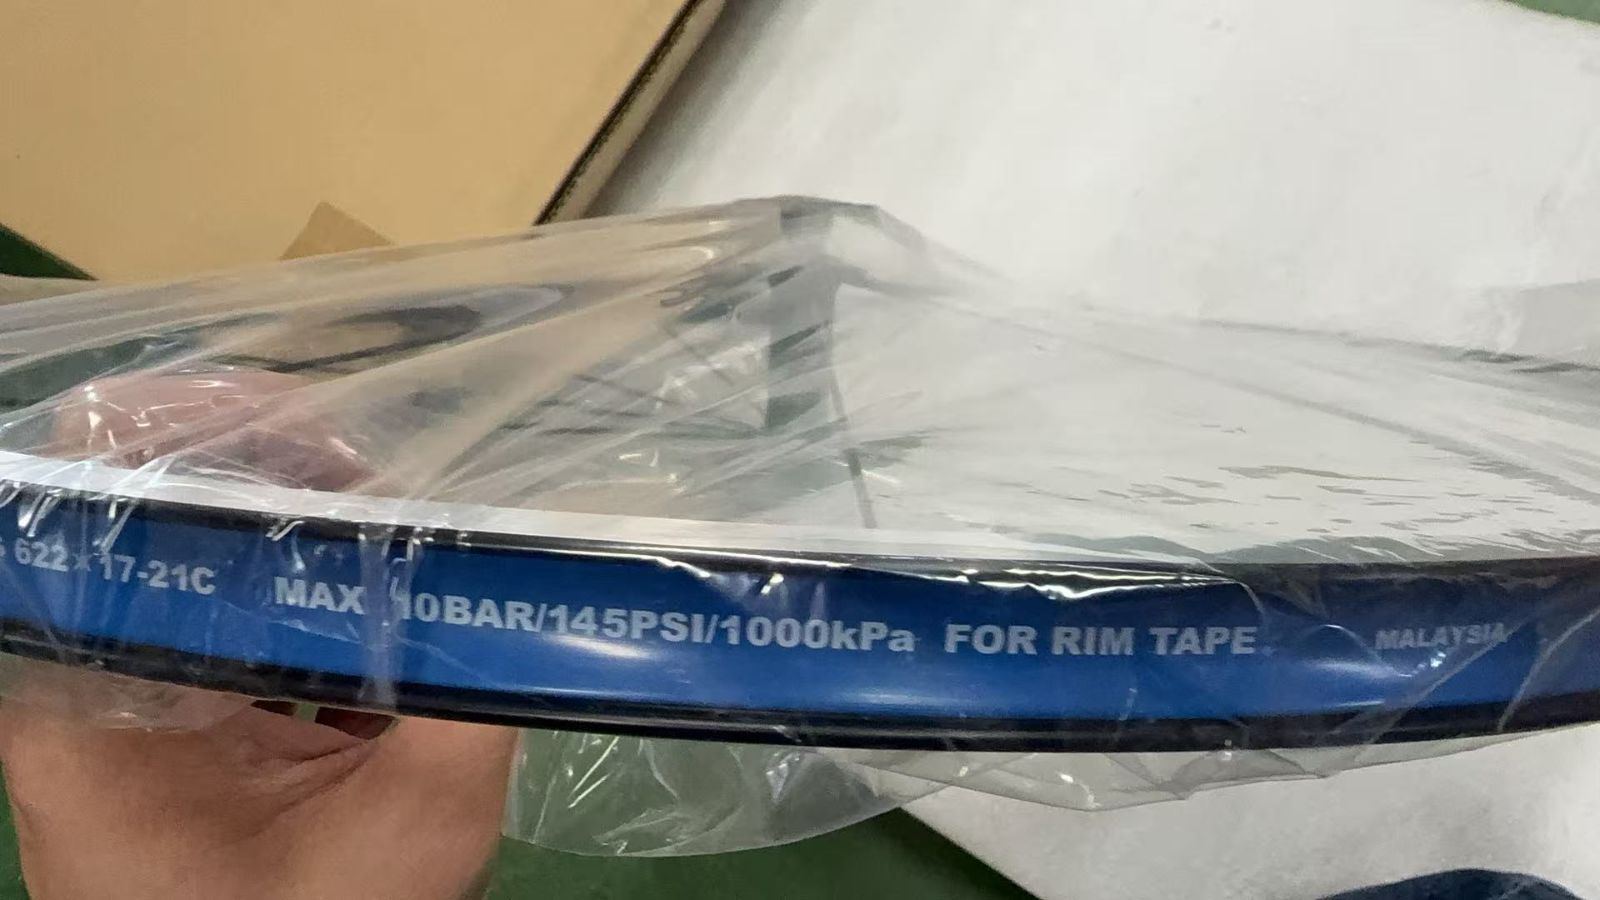 622×17-21C MAX 10BAR/145PSI/1000kPa FOR RIM TAPE MALAYSIA